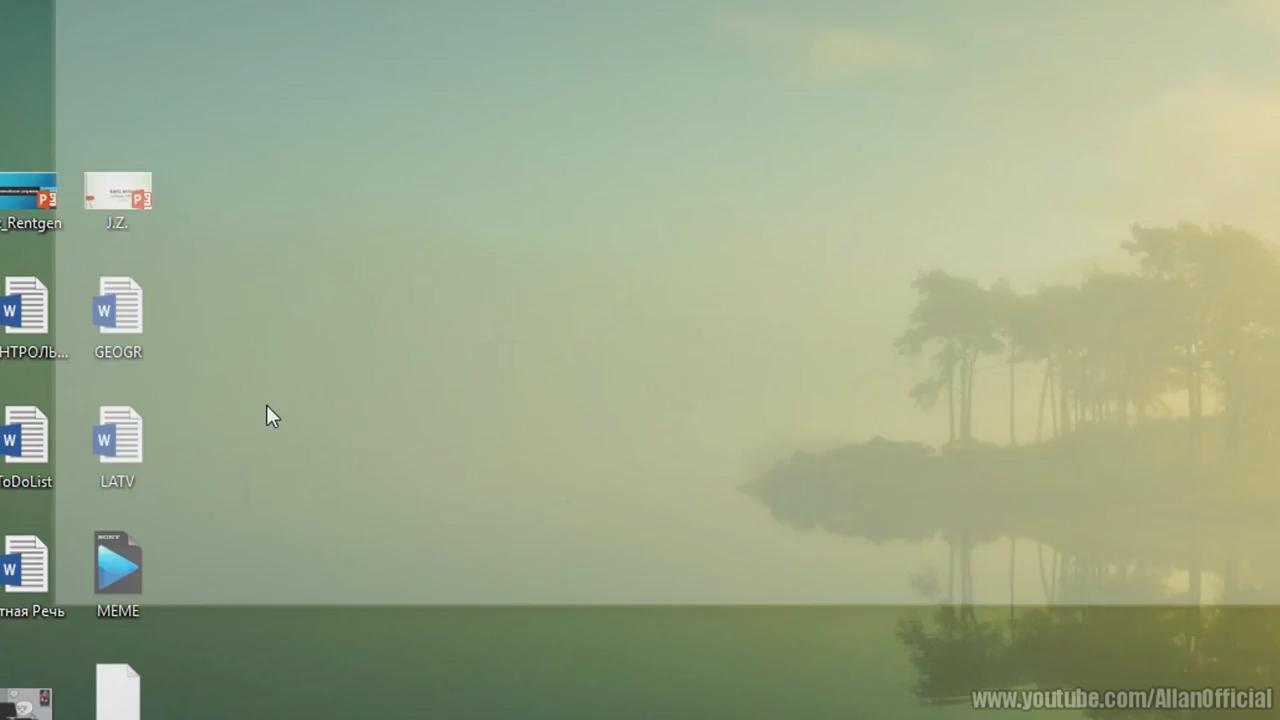 _Rentgen
J.Z.
НТРОЛЬ...
GEOGR
ToDoList
LATV
SONY
тная Речь
MEME
www.youtube.com/AllanOfficial